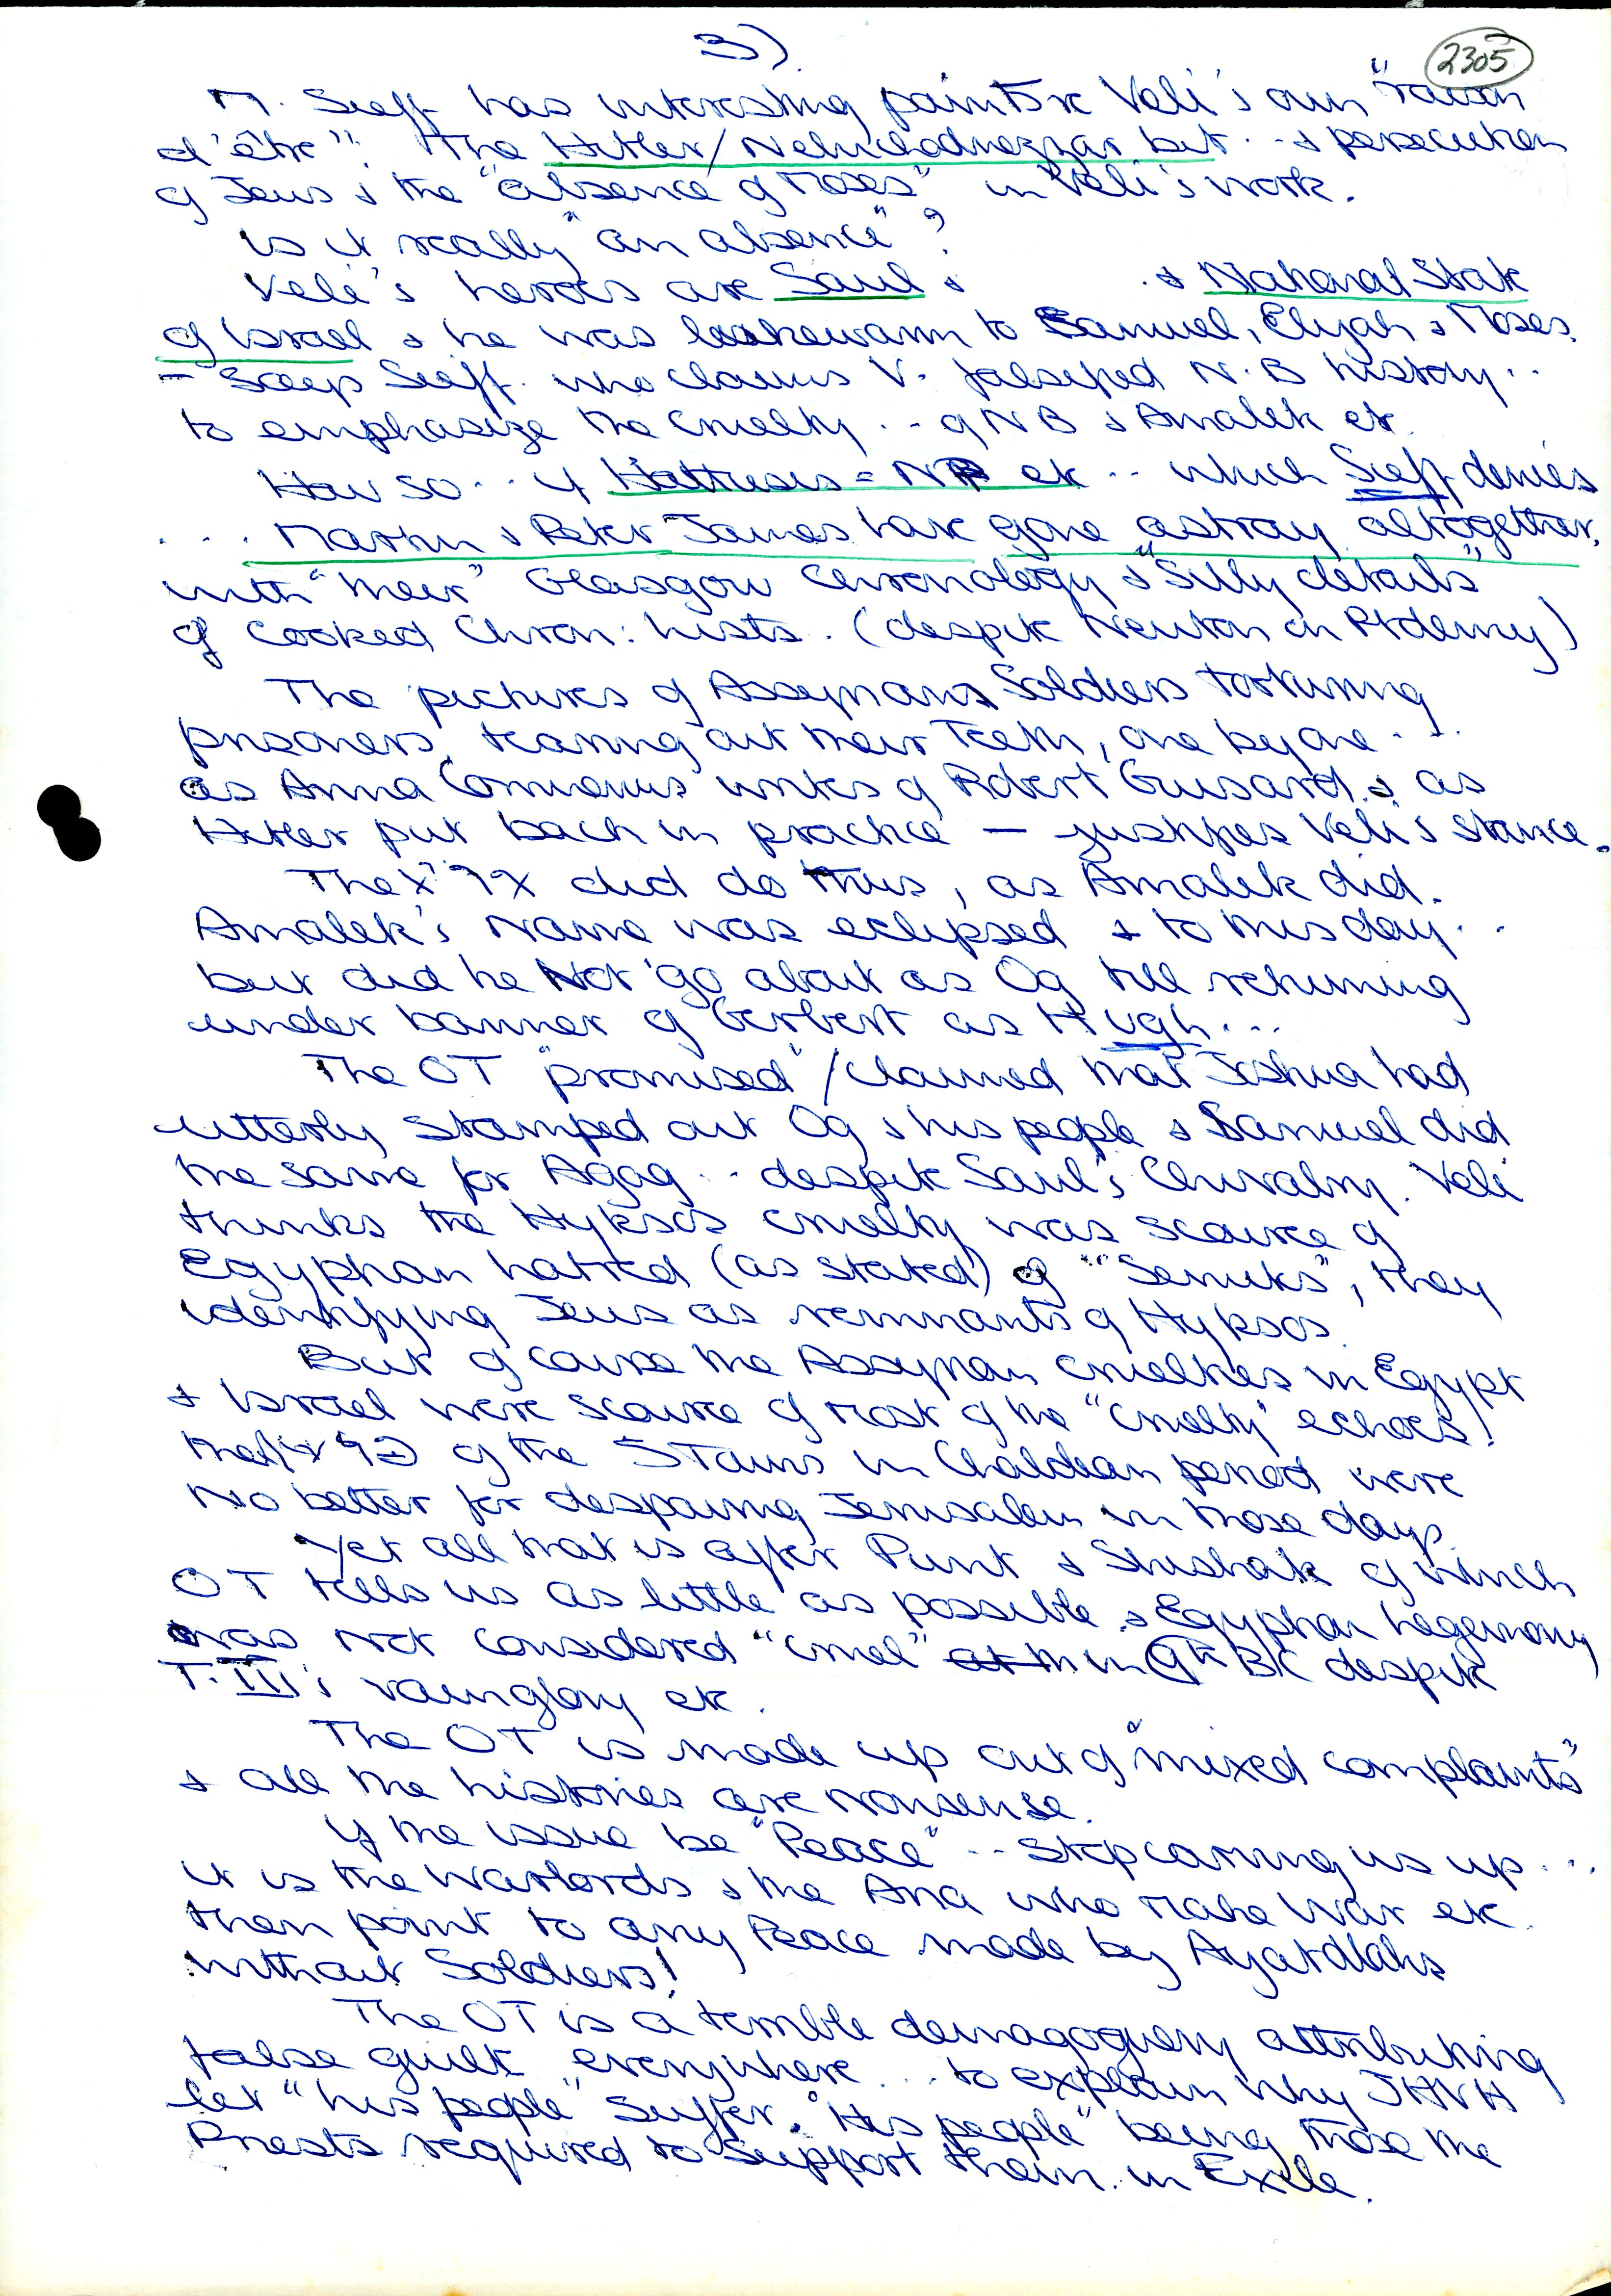 3)
2305
M. Sieff has interesting points re Veli's own "raison
d'être": The Hitler/Nebuchadnezzar bit .. & persecution
of Jews & the "absence of Moses" in Veli's work.
is it really "an absence"?
Veli's heroes are Saul & . & National State
of Israel & he was lukewarm to Samuel, Elijah & Moses.
- Says Sieff. who claims V. falsified N.B history ..
to emphasize the cruelty .. of NB & Amalek etc.
How so .. if Hattusis = NB etc .. which Sieff denies
... Martin & Peter James have gone astray altogether,
with "their" Glasgow Chronology & "Silly details"
of Cooked Chron: lists. (despite Newton on Ptolemy)
The pictures of Assyrians Soldiers torturing
prisoners, tearing out their Teeth, one by one ...
as Anna Comnenus writes of Robert Guisard, & as
Hitler put back in practice — justifies Veli's stance.
The did do thus, as Amalek did.
Amalek's Name was eclipsed & to this day ..
but did he Not 'go about as Og till returning
under banner of Gerbert as Hugh ...
The OT "promised"/claimed that Joshua had
utterly stamped out Og & his people & Samuel did
the same for Agag .. despite Saul's Chivalry. Veli
thinks the Hyksos cruelty was source of
Egyptian hatred (as stated) of "Semites", they
identifying Jews as remnants of Hyksos.
But of course the Assyrian cruelties in Egypt
& Israel were source of most of the "cruelty" echoes!
the of the STaurs in Chaldean period were
No better for despairing Jerusalem in those days.
Yet all that is after Punt & Shishak of which
OT tells us as little as possible & Egyptian hegemony
was Not considered "cruel" in 9th BC despite
T. III's vainglory etc.
The OT is made up out of "mixed complaints"
& all the histories are nonsense.
If the issue be "Peace" .. Stop carving us up ...
it is the Warlords & the Aria who make War etc.
then point to any Peace made by Ayatollahs
without Soldiers!
The OT is a terrible demagoguery attributing
false guilt everywhere ... to explain why JHVH
let "his people" suffer. "His people" being those the
Priests required to support them. in Exile.